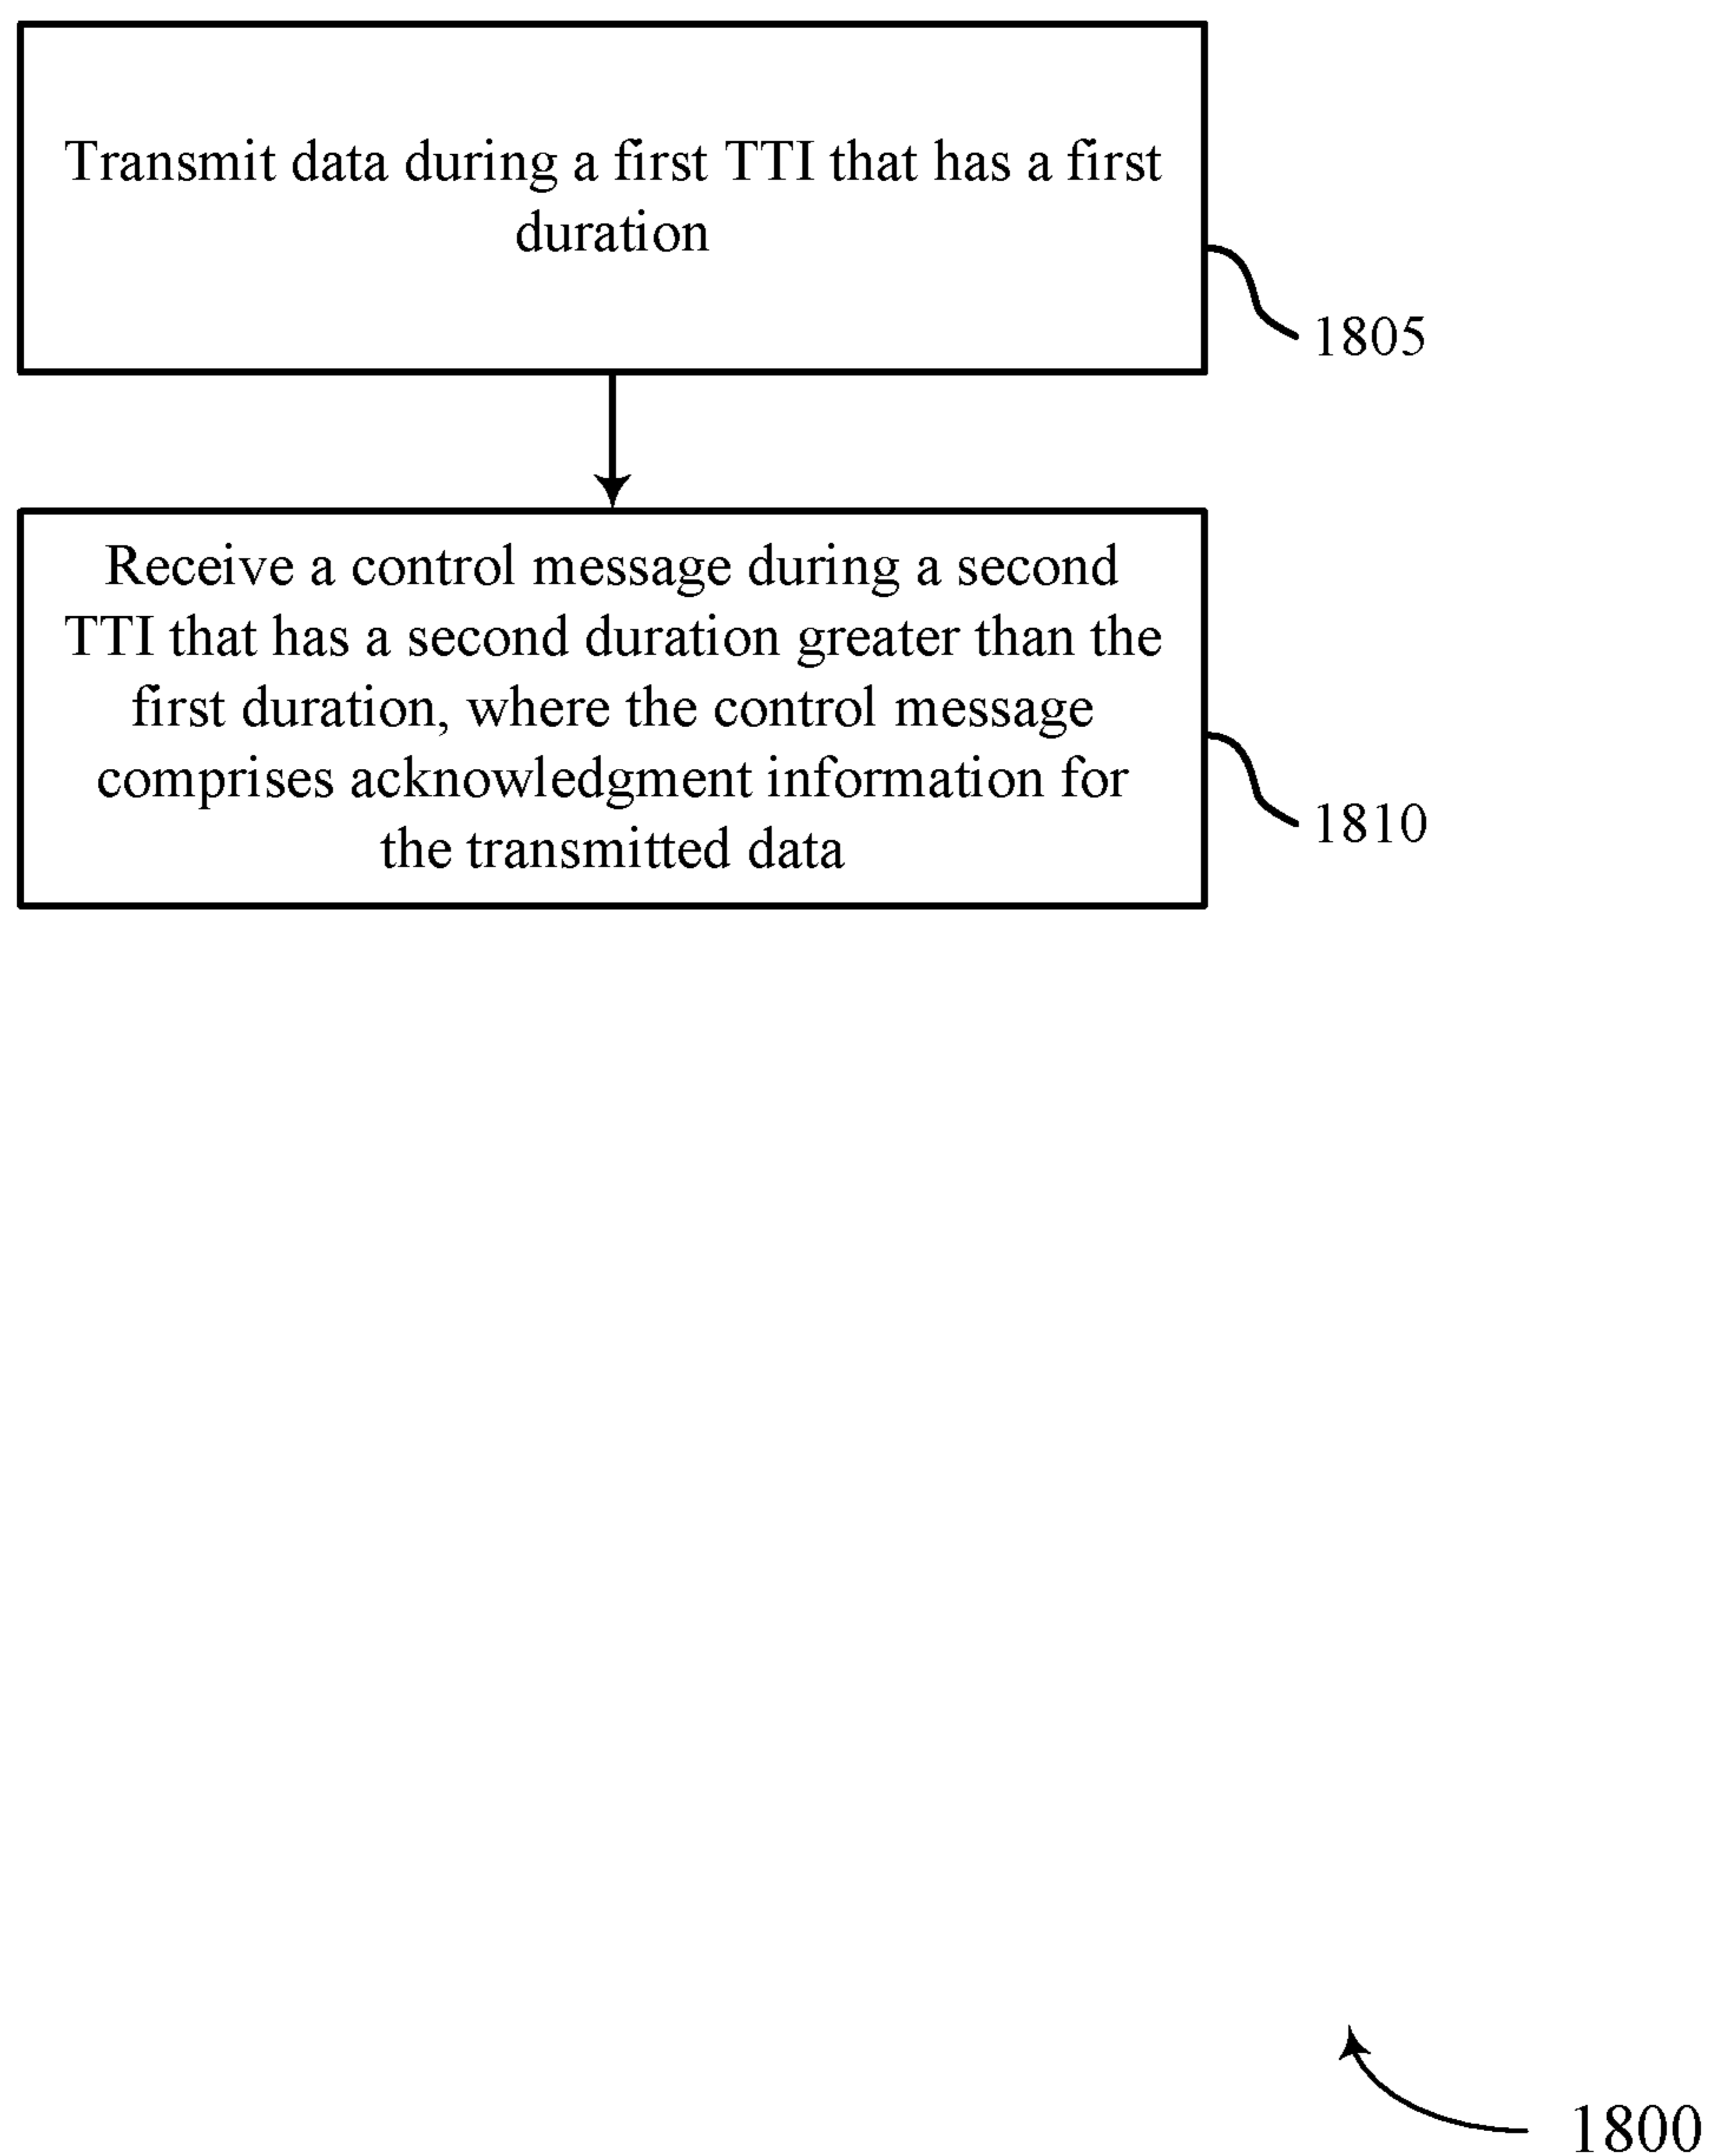 Transmit data during a first TTI that has a first
duration
1805
Receive a control message during a second
TTI that has a second duration greater than the
first duration, where the control message
comprises acknowledgment information for
the transmitted data
1810
1800